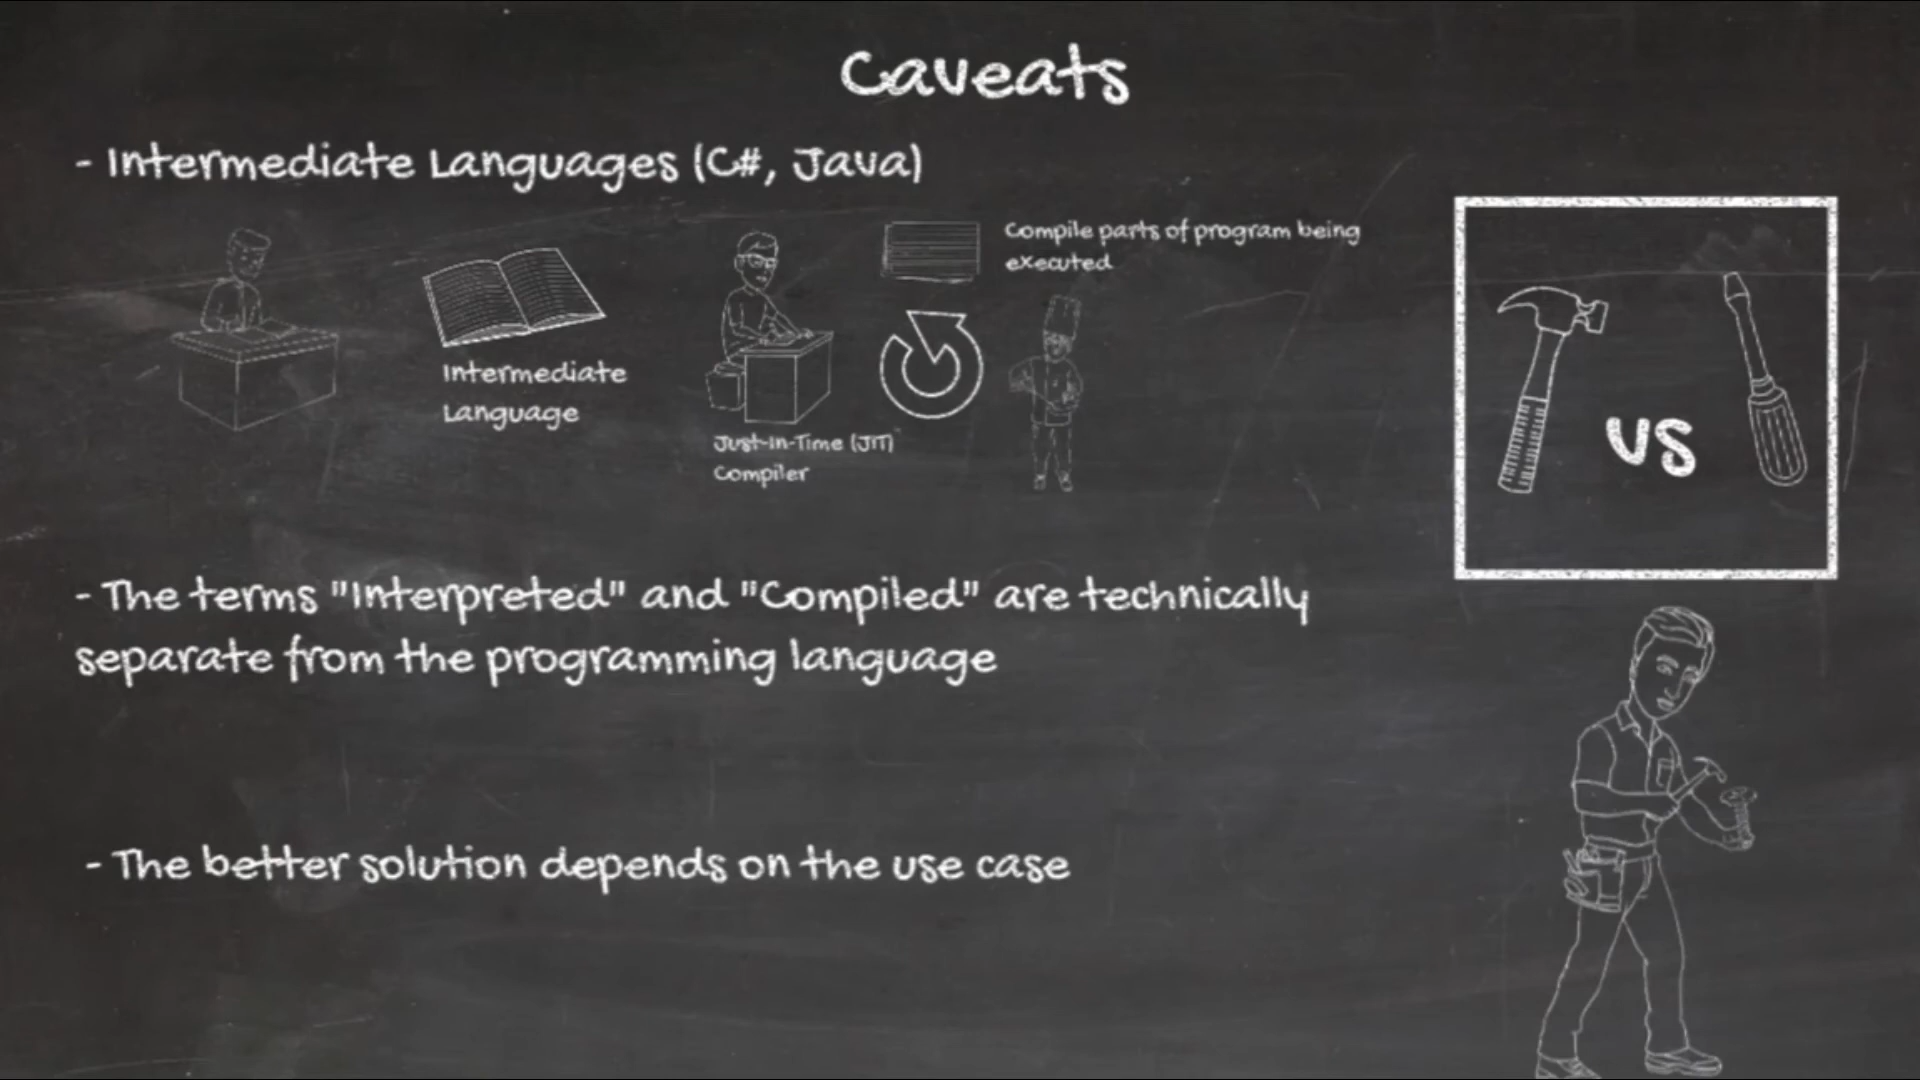 Caveats
- Intermediate Languages (C#, Java)
Compile parts of program being
executed
Intermediate
Language
Just-In-Time (JIT)
Compiler
vs
- The terms "Interpreted" and "Compiled" are technically
separate from the programming language
- The better solution depends on the use case